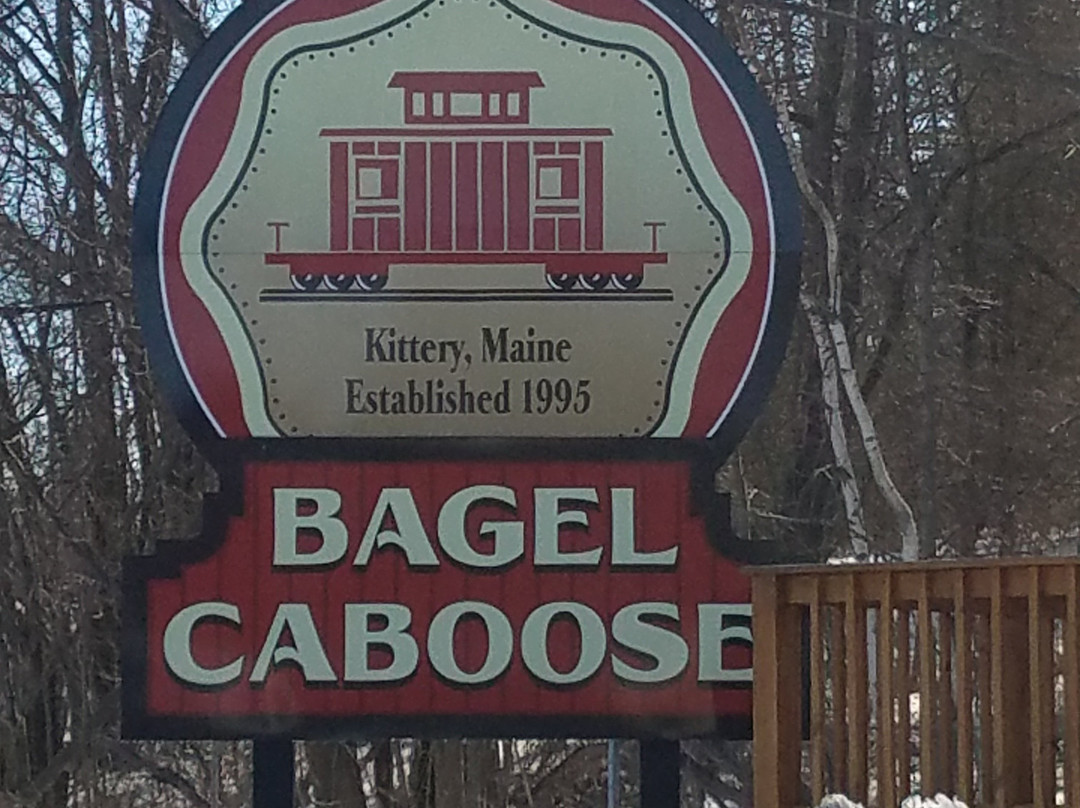 Kittery, Maine
Established 1995
BAGEL
CABOOSE